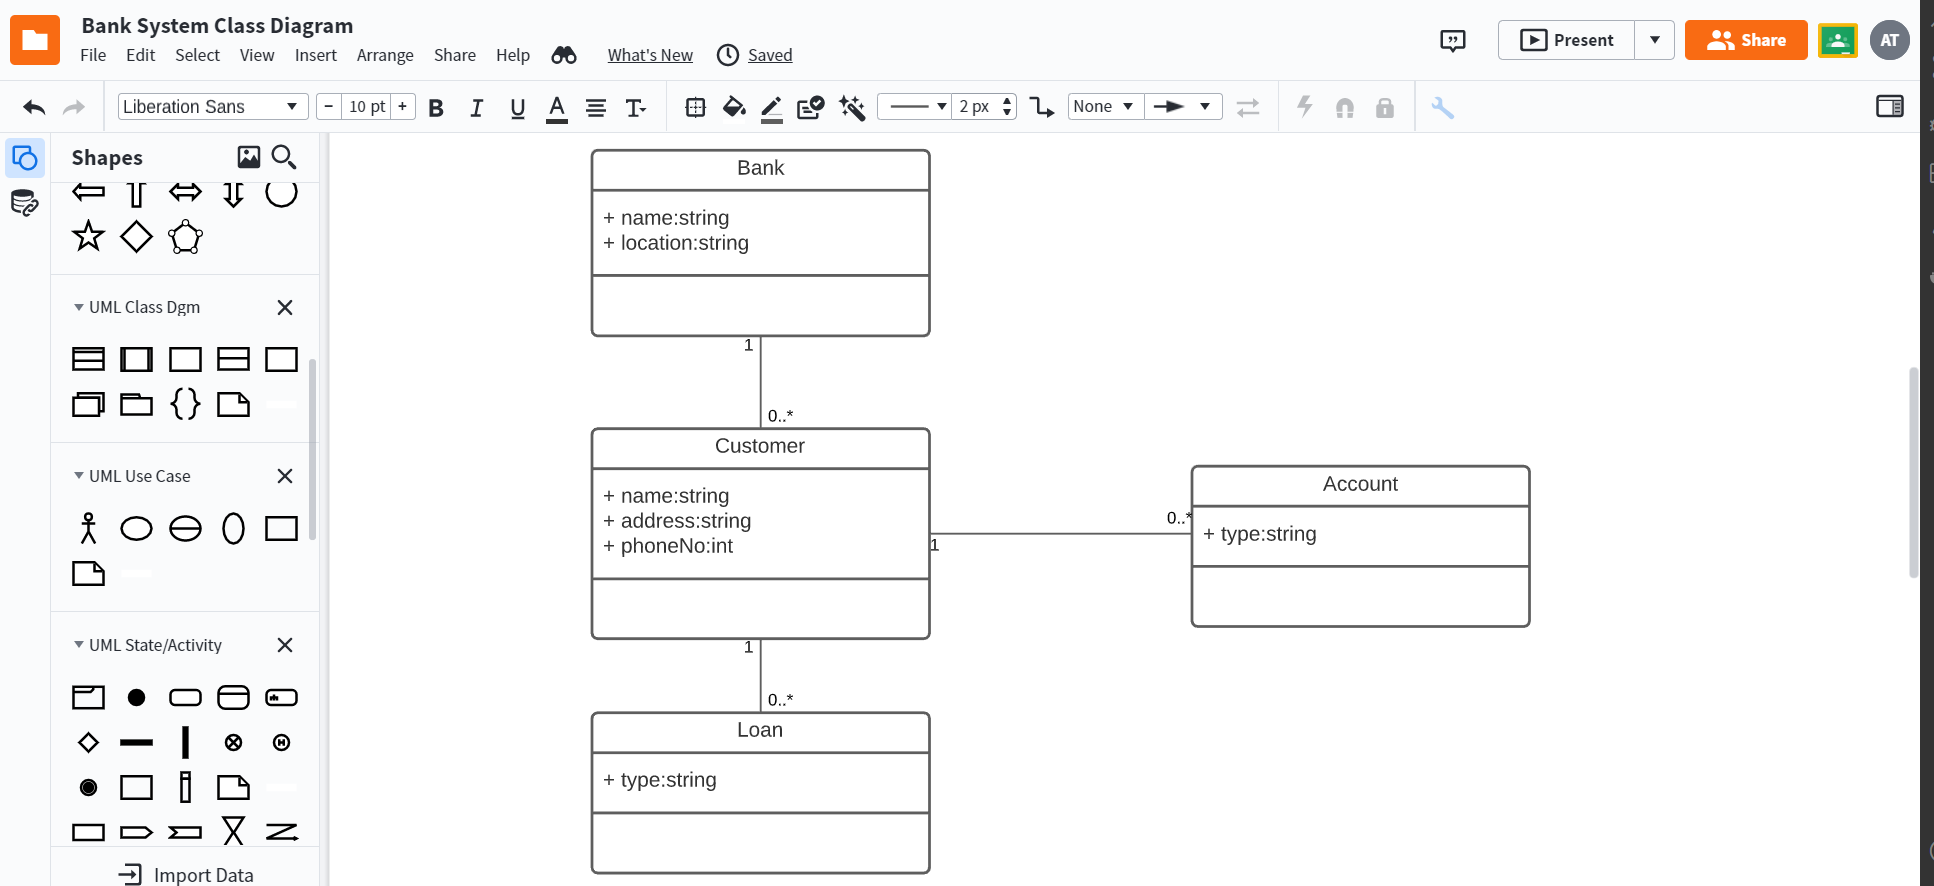 Bank System Class Diagram
File Edit Select View Insert Arrange Share Help What's New Saved
Present Share AT
Liberation Sans − 10 pt + B I U A T 2 px None
Shapes
UML Class Dgm
UML Use Case
UML State/Activity
Import Data
Bank
+ name:string
+ location:string
1
0..*
Customer
+ name:string
+ address:string
+ phoneNo:int
1
0..*
Account
+ type:string
1
0..*
Loan
+ type:string